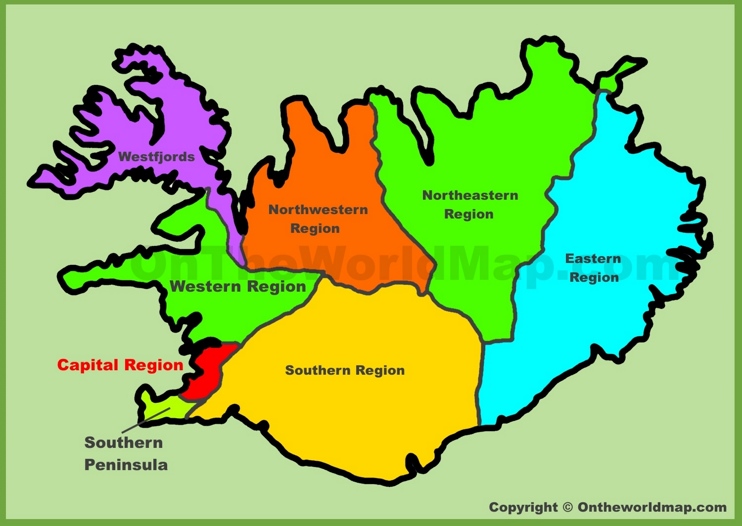 Westfjords
Northwestern
Region
Northeastern
Region
OnTheWorldMap.com
Eastern
Region
Western Region
Capital Region
Southern Region
Southern
Peninsula
Copyright © Ontheworldmap.com